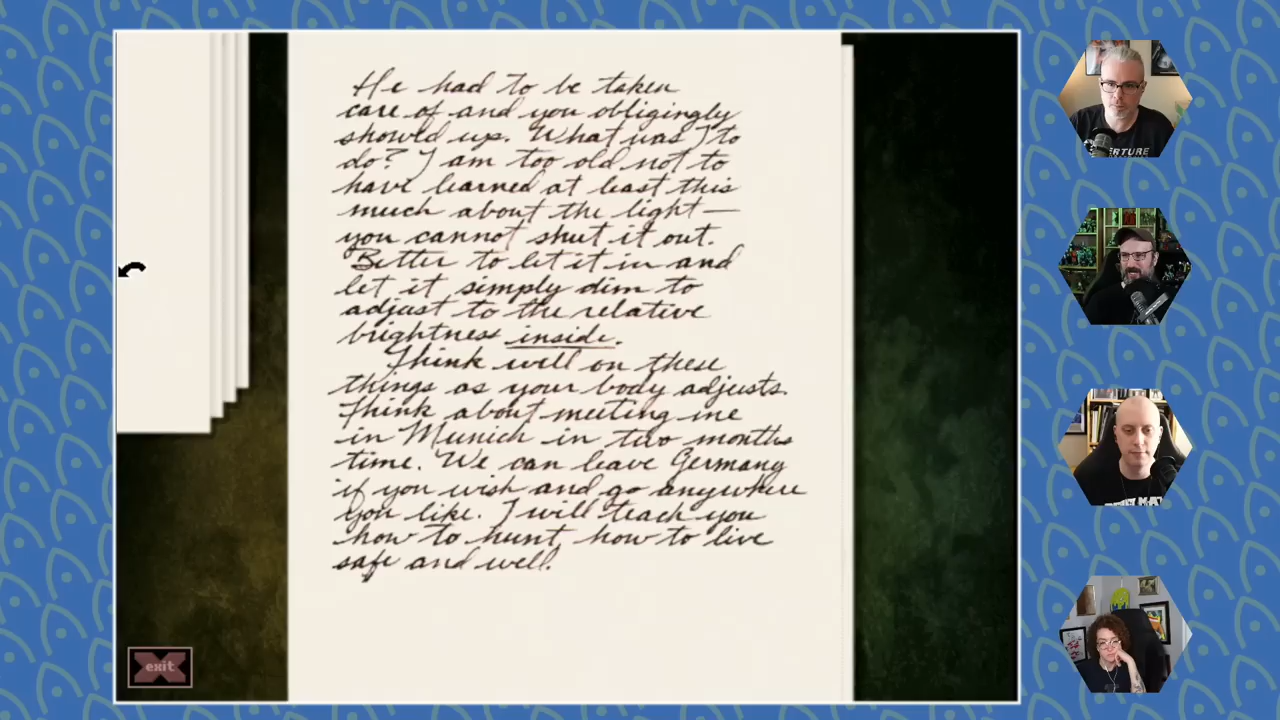 He had to be taken
care of and you obligingly
showed up. What was I to
do? I am too old not to
have learned at least this
much about the light—
you cannot shut it out.
Better to let it in and
let it simply dim to
adjust to the relative
brightness inside.
Think well on these
things as your body adjusts.
Think about meeting me
in Munich in two months
time. We can leave Germany
if you wish and go anywhere
you like. I will teach you
how to hunt, how to live
safe and well.
exit
ERTURE